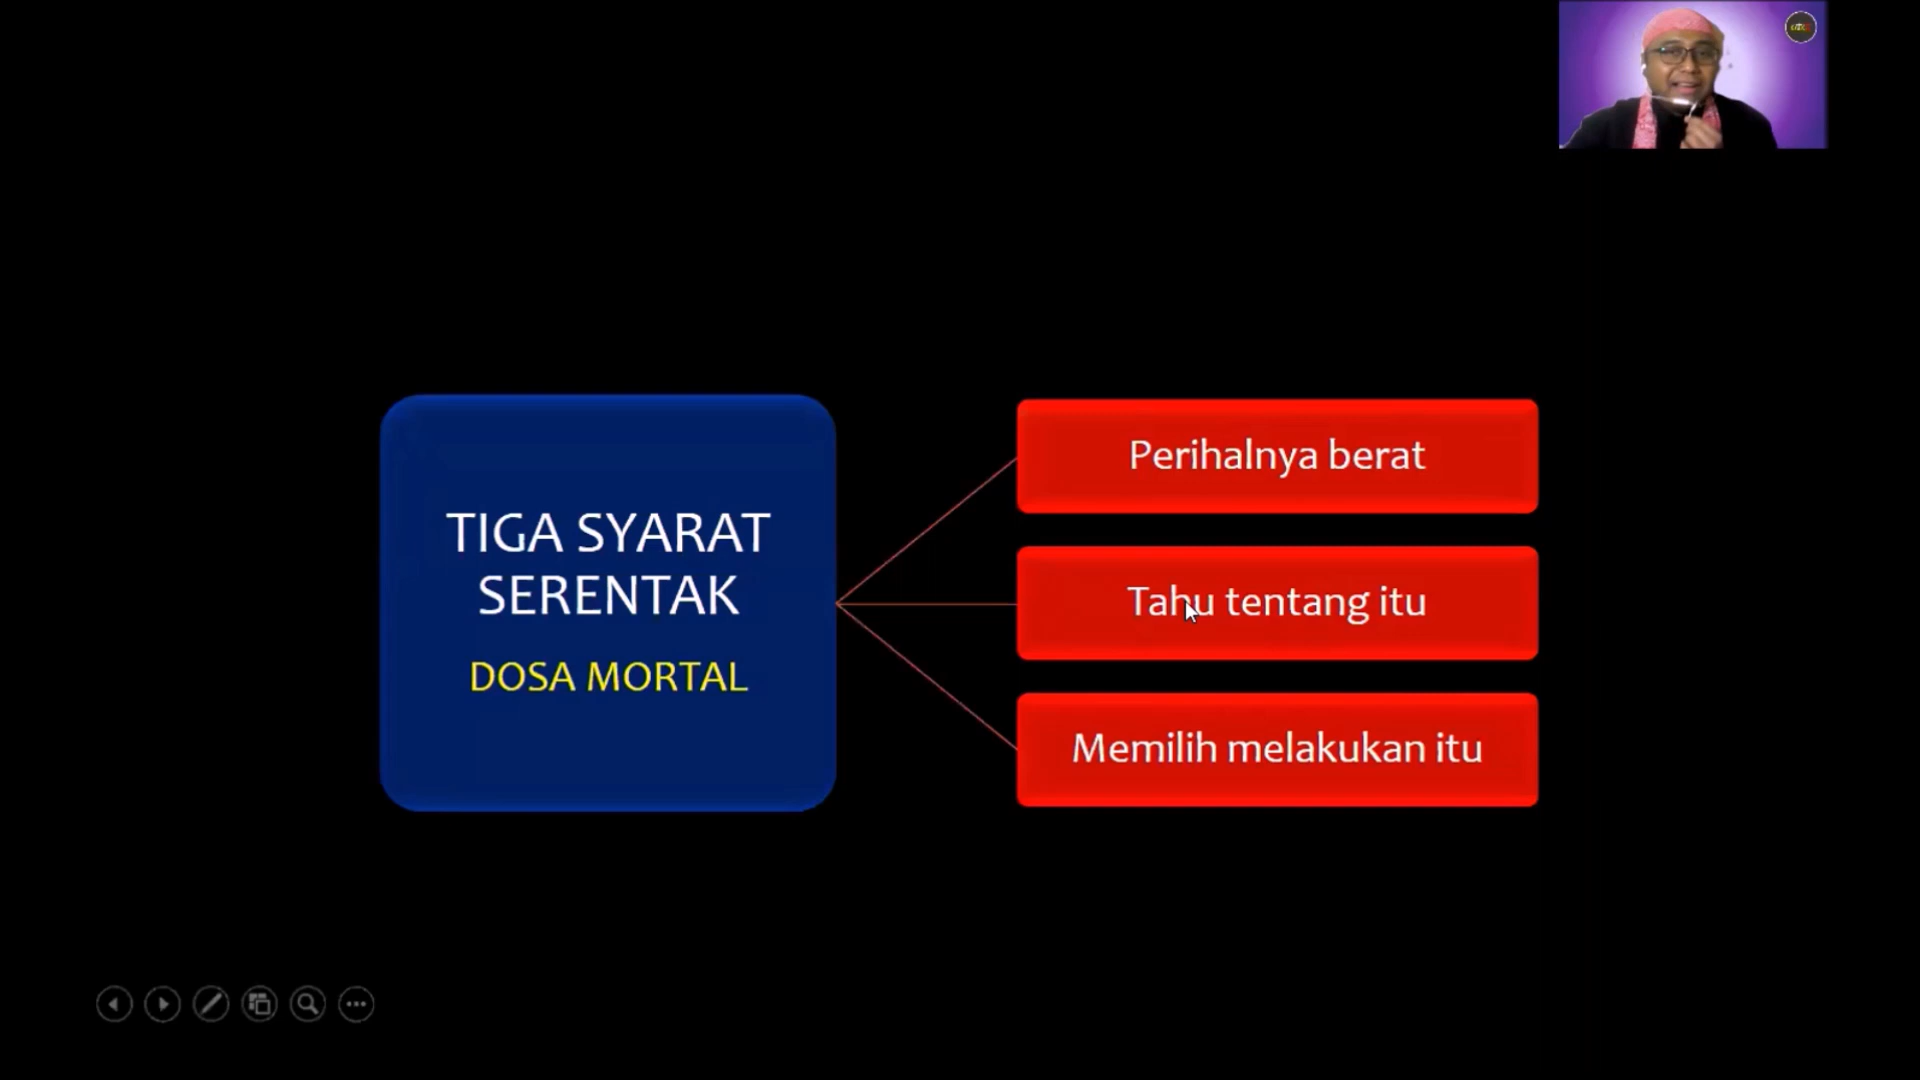 TIGA SYARAT
SERENTAK
DOSA MORTAL
Perihalnya berat
Tahu tentang itu
Memilih melakukan itu